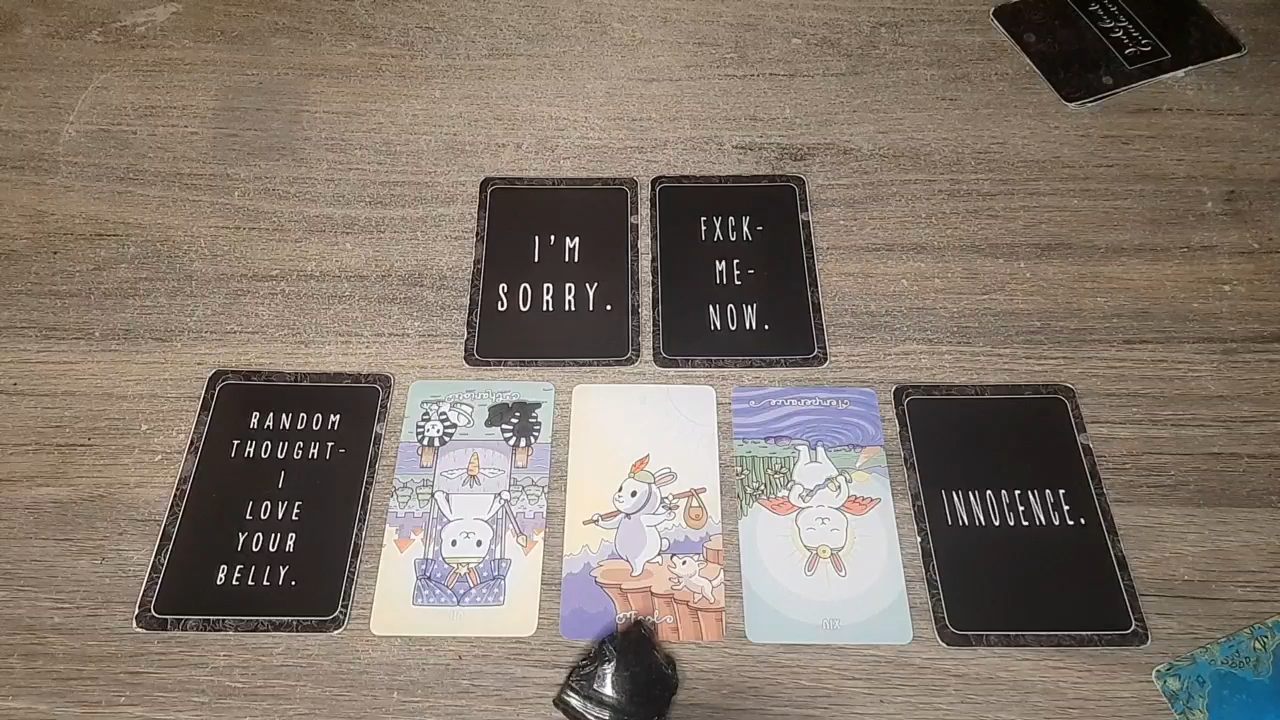 I'M
SORRY.
FXCK-
ME-
NOW.
RANDOM
THOUGHT-
I
LOVE
YOUR
BELLY.
Temperance
XIV
INNOCENCE.